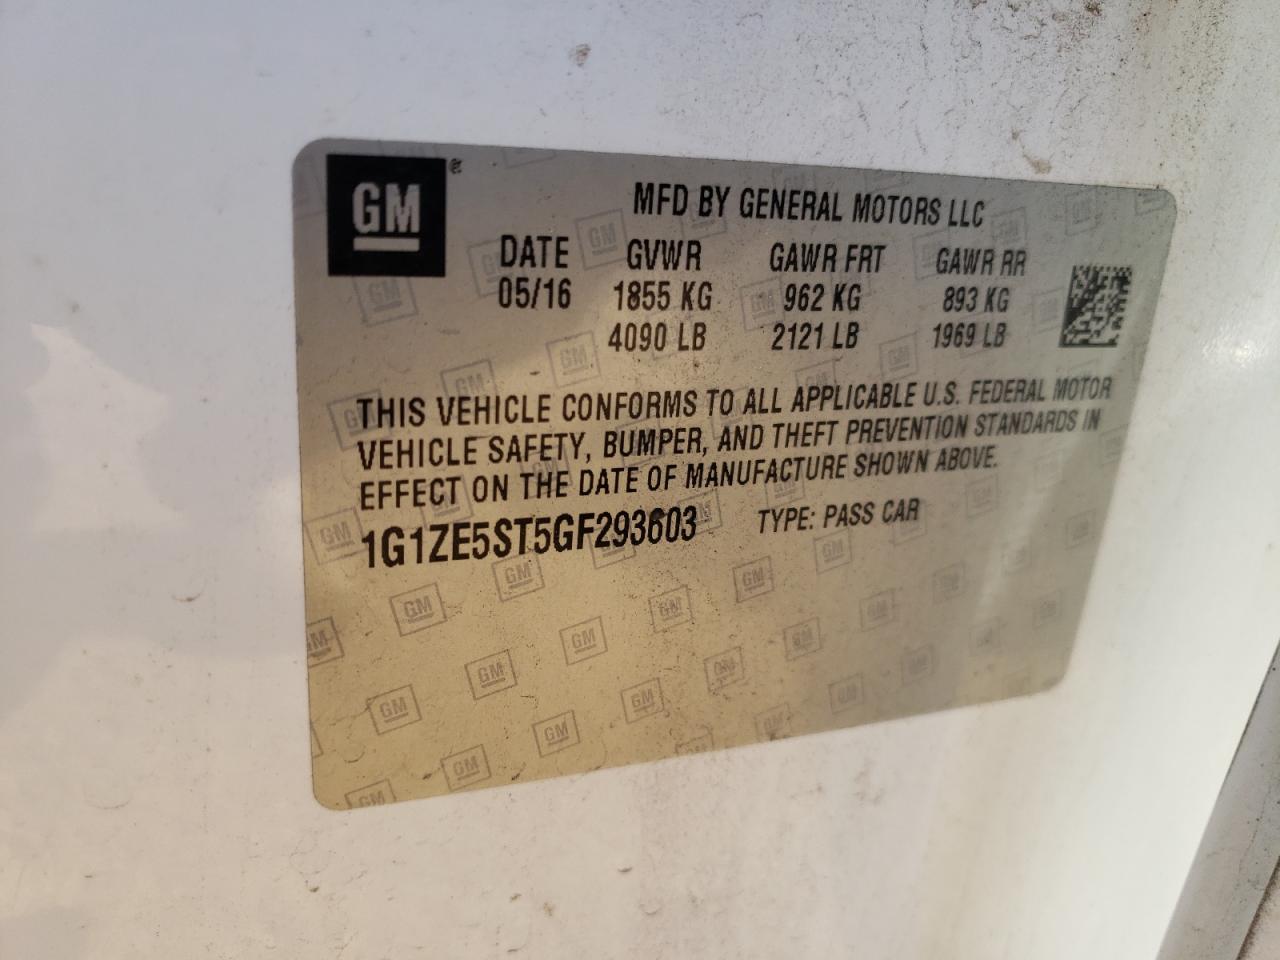 GM®
MFD BY GENERAL MOTORS LLC
DATE GVWR GAWR FRT GAWR RR
05/16 1855 KG 962 KG 893 KG
4090 LB 2121 LB 1969 LB
THIS VEHICLE CONFORMS TO ALL APPLICABLE U.S. FEDERAL MOTOR
VEHICLE SAFETY, BUMPER, AND THEFT PREVENTION STANDARDS IN
EFFECT ON THE DATE OF MANUFACTURE SHOWN ABOVE.
1G1ZE5ST5GF293603 TYPE: PASS CAR